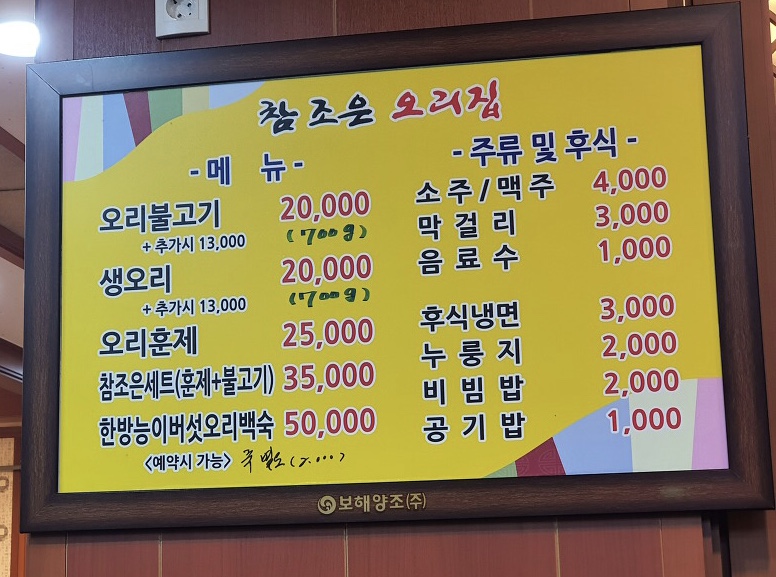 참 조은 오리집
- 메 뉴 -
오리불고기 20,000
+ 추가시 13,000 (700g)
생오리 20,000
+ 추가시 13,000 (700g)
오리훈제 25,000
참조은세트(훈제+불고기) 35,000
한방능이버섯오리백숙 50,000
<예약시 가능> 죽 별도
- 주류 및 후식 -
소주/맥주 4,000
막걸리 3,000
음료수 1,000
후식냉면 3,000
누룽지 2,000
비빔밥 2,000
공기밥 1,000
보해양조(주)